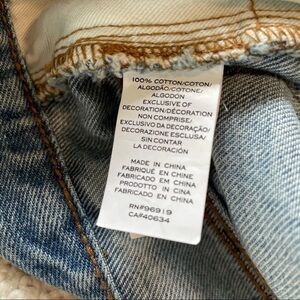 100% COTTON/COTON/
ALGODÃO/COTONE/
ALGODÓN
EXCLUSIVE OF
DECORATION/DÉCORATION
NON COMPRISE/
EXCLUSIVO DA DECORAÇÃO/
DECORAZIONE ESCLUSA/
SIN CONTAR
LA DECORACIÓN
MADE IN CHINA
FABRIQUÉ EN CHINE
FABRICADO EM CHINA
PRODOTTO IN CINA
FABRICADO EN CHINA
RN#96919
CA#40634